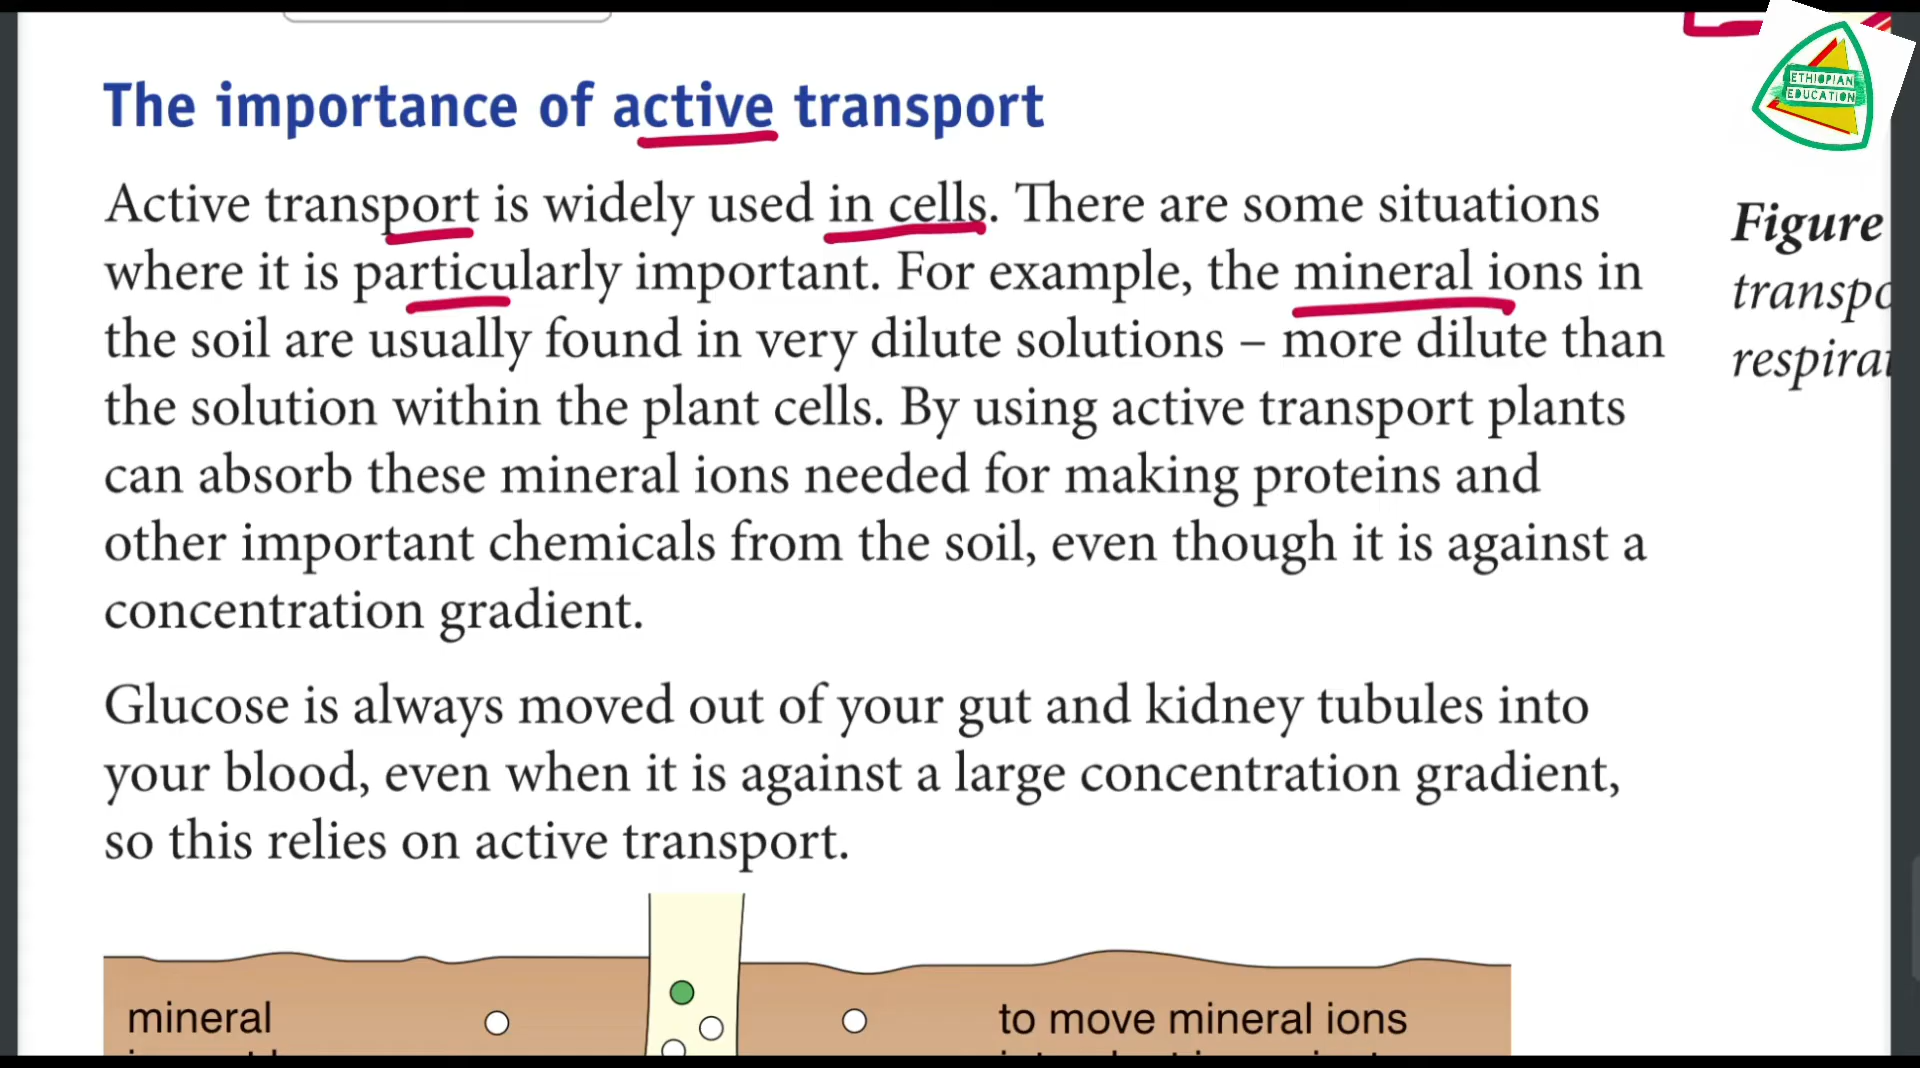 ETHIOPIAN
EDUCATION
The importance of active transport
Active transport is widely used in cells. There are some situations
where it is particularly important. For example, the mineral ions in
the soil are usually found in very dilute solutions – more dilute than
the solution within the plant cells. By using active transport plants
can absorb these mineral ions needed for making proteins and
other important chemicals from the soil, even though it is against a
concentration gradient.
Glucose is always moved out of your gut and kidney tubules into
your blood, even when it is against a large concentration gradient,
so this relies on active transport.
Figure
mineral
to move mineral ions